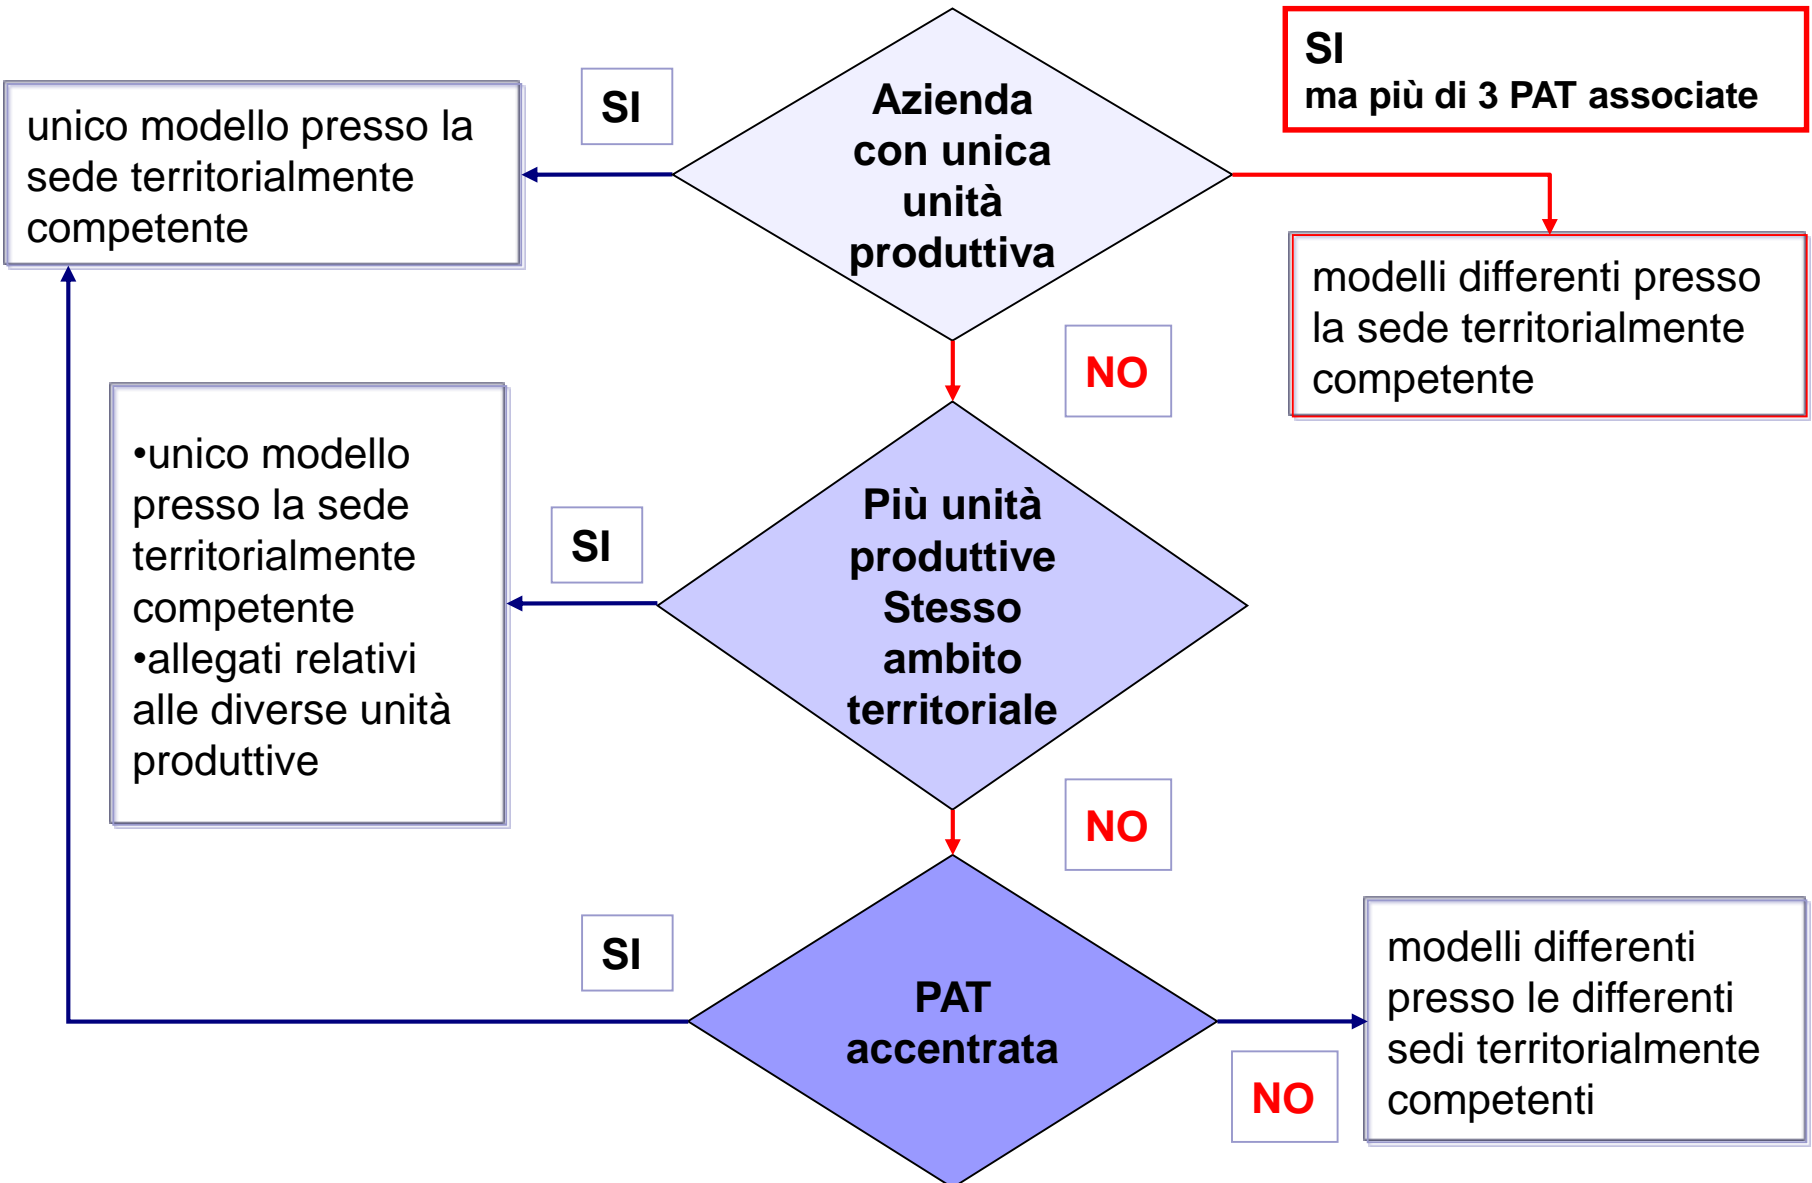 SI
Azienda
con unica
unità
produttiva
SI
ma più di 3 PAT associate
unico modello presso la
sede territorialmente
competente
modelli differenti presso
la sede territorialmente
competente
NO
•unico modello
presso la sede
territorialmente
competente
•allegati relativi
alle diverse unità
produttive
SI
Più unità
produttive
Stesso
ambito
territoriale
NO
SI
PAT
accentrata
NO
modelli differenti
presso le differenti
sedi territorialmente
competenti